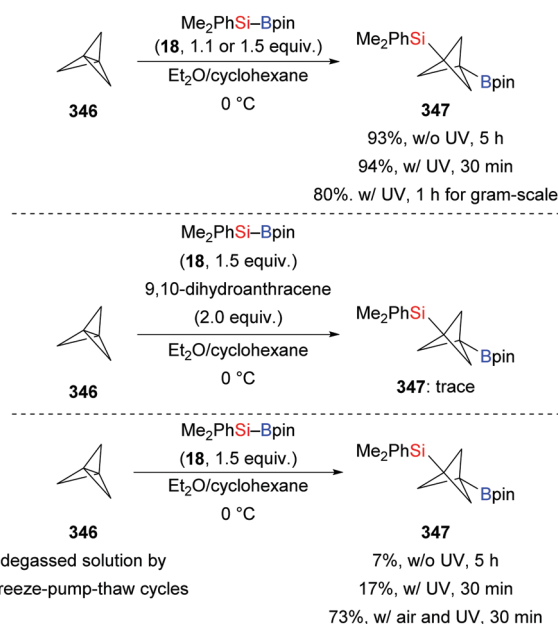 Me2PhSi–Bpin
(18, 1.1 or 1.5 equiv.)
Et2O/cyclohexane
0 °C
346
Me2PhSi
Bpin
347
93%, w/o UV, 5 h
94%, w/ UV, 30 min
80%. w/ UV, 1 h for gram-scale
Me2PhSi–Bpin
(18, 1.5 equiv.)
9,10-dihydroanthracene
(2.0 equiv.)
Et2O/cyclohexane
0 °C
346
Me2PhSi
Bpin
347: trace
Me2PhSi–Bpin
(18, 1.5 equiv.)
Et2O/cyclohexane
0 °C
346
degassed solution by
reeze-pump-thaw cycles
Me2PhSi
Bpin
347
7%, w/o UV, 5 h
17%, w/ UV, 30 min
73%, w/ air and UV, 30 min